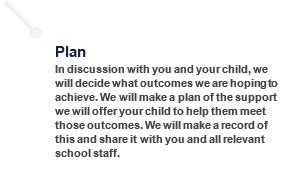 Plan
In discussion with you and your child, we
will decide what outcomes we are hoping to
achieve. We will make a plan of the support
we will offer your child to help them meet
those outcomes. We will make a record of
this and share it with you and all relevant
school staff.